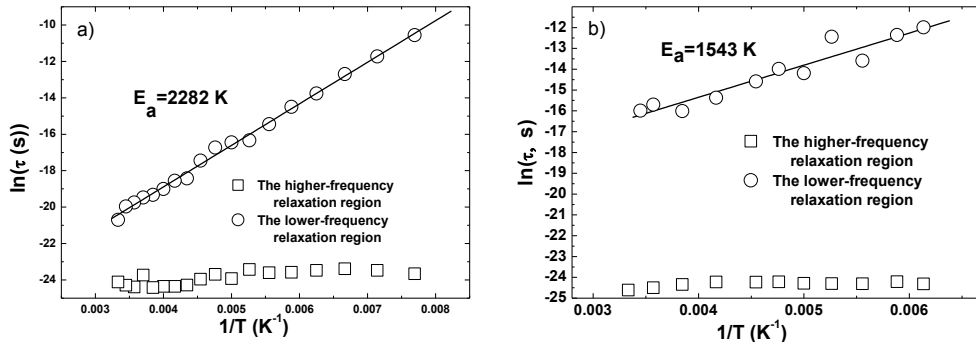 a)
E_a=2282 K
ln(τ (s))
-10
-12
-14
-16
-18
-20
-22
-24
The higher-frequency
relaxation region
The lower-frequency
relaxation region
0.003 0.004 0.005 0.006 0.007 0.008
1/T (K⁻¹)
b)
E_a=1543 K
ln(τ, s)
-12
-13
-14
-15
-16
-17
-18
-19
-20
-21
-22
-23
-24
-25
The higher-frequency
relaxation region
The lower-frequency
relaxation region
0.003 0.004 0.005 0.006
1/T (K⁻¹)